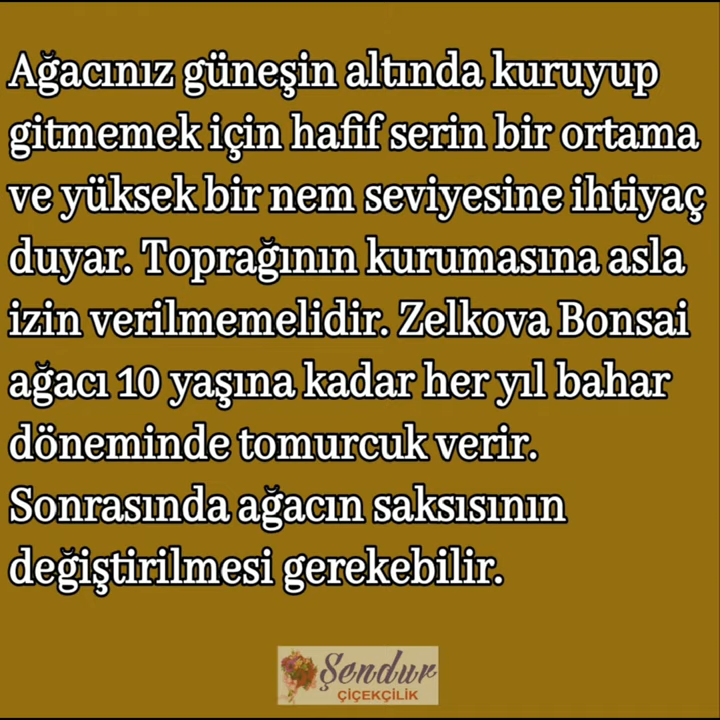 Ağacınız güneşin altında kuruyup
gitmemek için hafif serin bir ortama
ve yüksek bir nem seviyesine ihtiyaç
duyar. Toprağının kurumasına asla
izin verilmemelidir. Zelkova Bonsai
ağacı 10 yaşına kadar her yıl bahar
döneminde tomurcuk verir.
Sonrasında ağacın saksısının
değiştirilmesi gerekebilir.
Şendur
ÇİÇEKÇİLİK